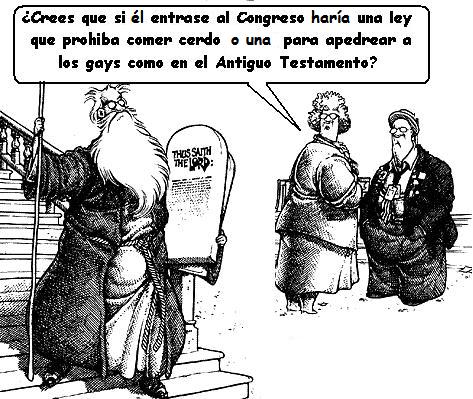 ¿Crees que si él entrase al Congreso haría una ley
que prohiba comer cerdo o una para apedrear a
los gays como en el Antiguo Testamento?
THUS SAITH
THE LORD: